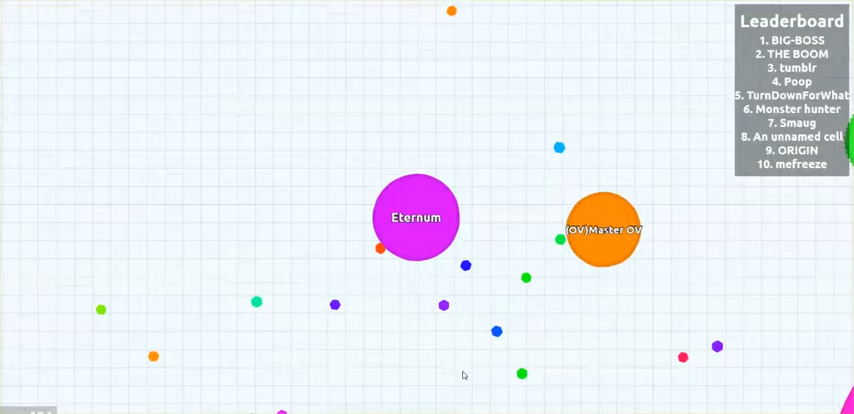 Leaderboard
1. BIG-BOSS
2. THE BOOM
3. tumblr
4. Poop
5. TurnDownForWhat
6. Monster hunter
7. Smaug
8. An unnamed cell
9. ORIGIN
10. mefreeze
Eternum
(OV)Master OV